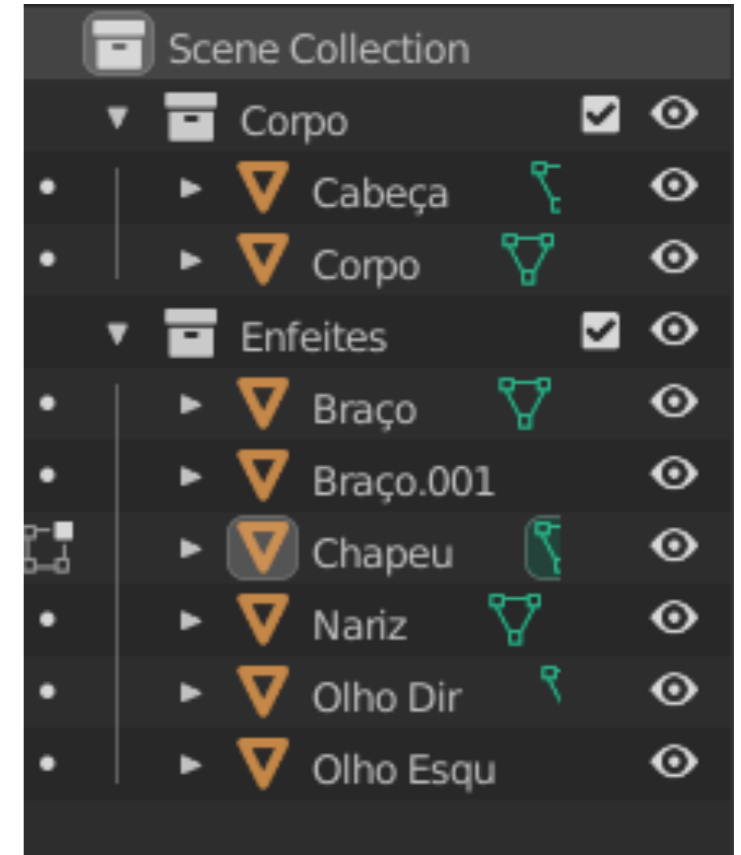 Scene Collection
Corpo
Cabeça
Corpo
Enfeites
Braço
Braço.001
Chapeu
Nariz
Olho Dir
Olho Esqu